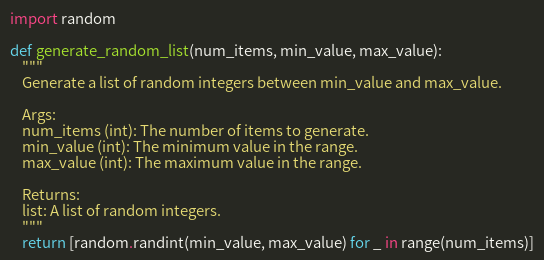 import random

def generate_random_list(num_items, min_value, max_value):
    """
    Generate a list of random integers between min_value and max_value.

    Args:
    num_items (int): The number of items to generate.
    min_value (int): The minimum value in the range.
    max_value (int): The maximum value in the range.

    Returns:
    list: A list of random integers.
    """
    return [random.randint(min_value, max_value) for _ in range(num_items)]